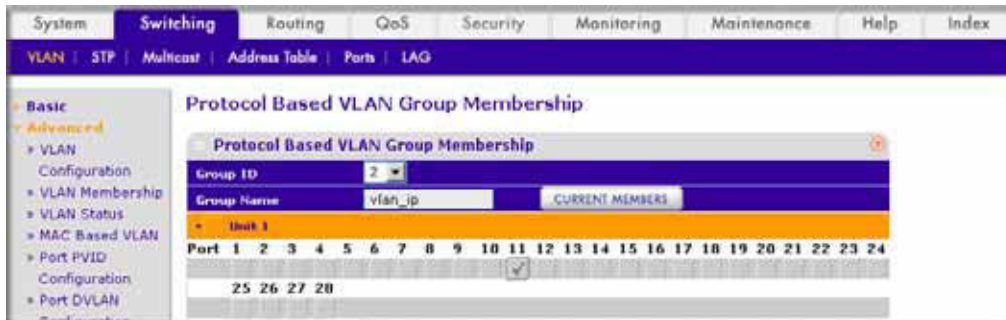 System Switching Routing QoS Security Monitoring Maintenance Help Index
VLAN STP Multicast Address Table Ports LAG
Basic
Advanced
VLAN
Configuration
VLAN Membership
VLAN Status
MAC Based VLAN
Port PVID
Configuration
Port DVLAN
Configuration
Protocol Based VLAN Group Membership
Protocol Based VLAN Group Membership
Group ID 2
Group Name vlan_ip CURRENT MEMBERS
Unit 1
Port 1 2 3 4 5 6 7 8 9 10 11 12 13 14 15 16 17 18 19 20 21 22 23 24
25 26 27 28